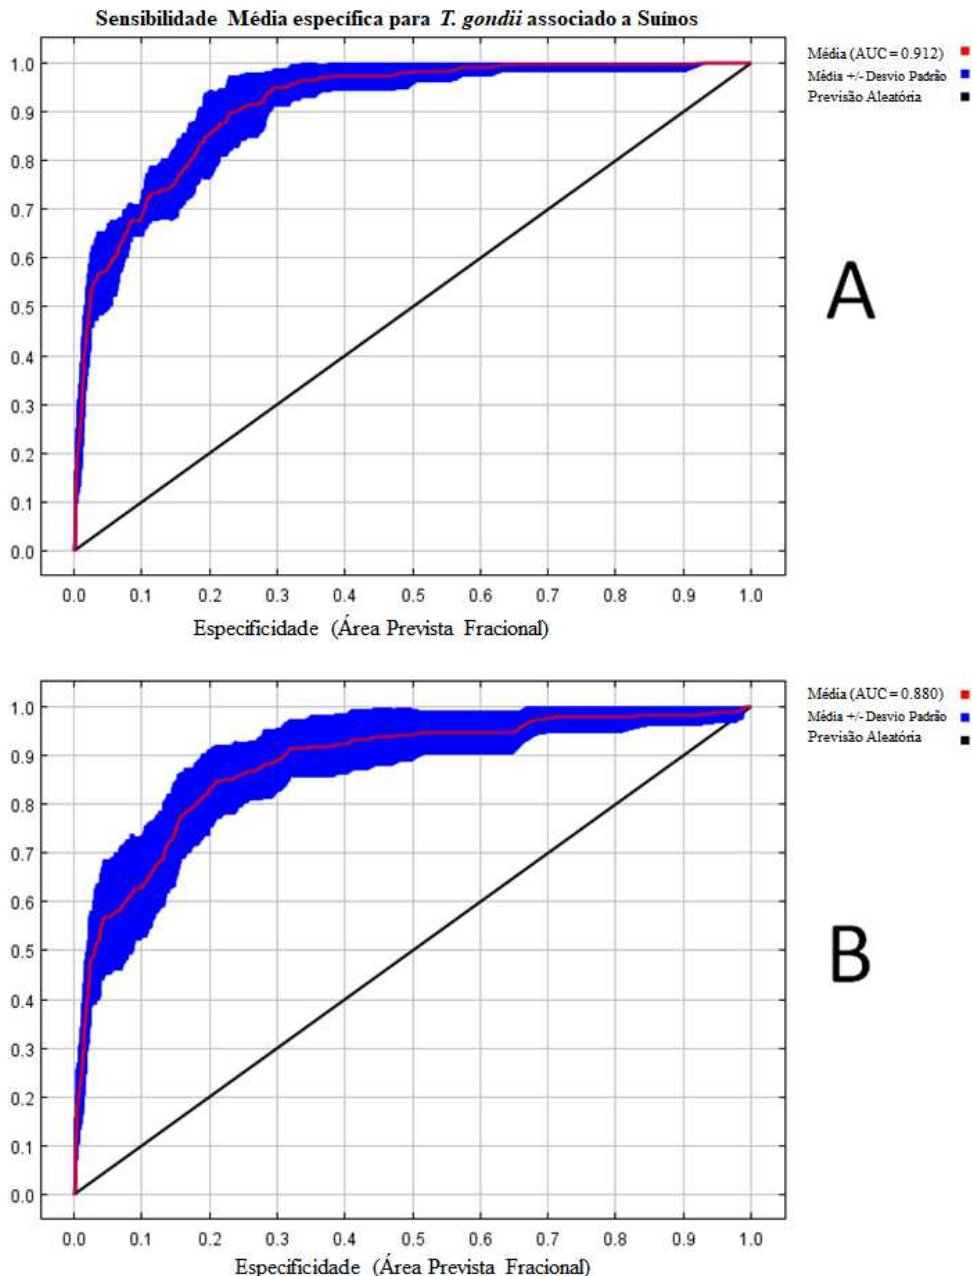 Sensibilidade Média específica para T. gondii associado a Suínos
Média (AUC = 0.912)
Média +/- Desvio Padrão
Previsão Aleatória
1.0
0.9
0.8
0.7
0.6
0.5
0.4
0.3
0.2
0.1
0.0
A
0.0 0.1 0.2 0.3 0.4 0.5 0.6 0.7 0.8 0.9 1.0
Especificidade (Área Prevista Fracional)
Média (AUC = 0.880)
Média +/- Desvio Padrão
Previsão Aleatória
1.0
0.9
0.8
0.7
0.6
0.5
0.4
0.3
0.2
0.1
0.0
B
0.0 0.1 0.2 0.3 0.4 0.5 0.6 0.7 0.8 0.9 1.0
Especificidade (Área Prevista Fracional)